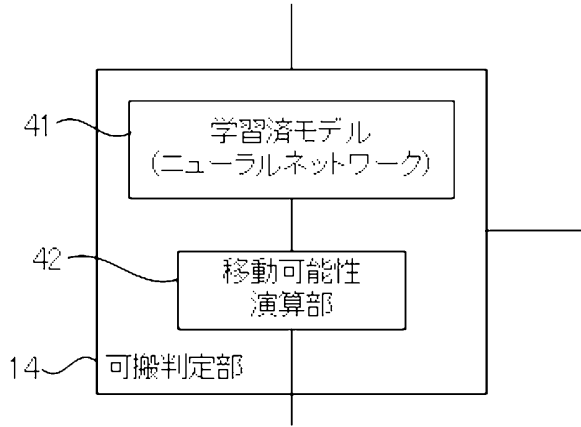 41
学習済モデル
(ニューラルネットワーク)
42
移動可能性
演算部
14
可搬判定部